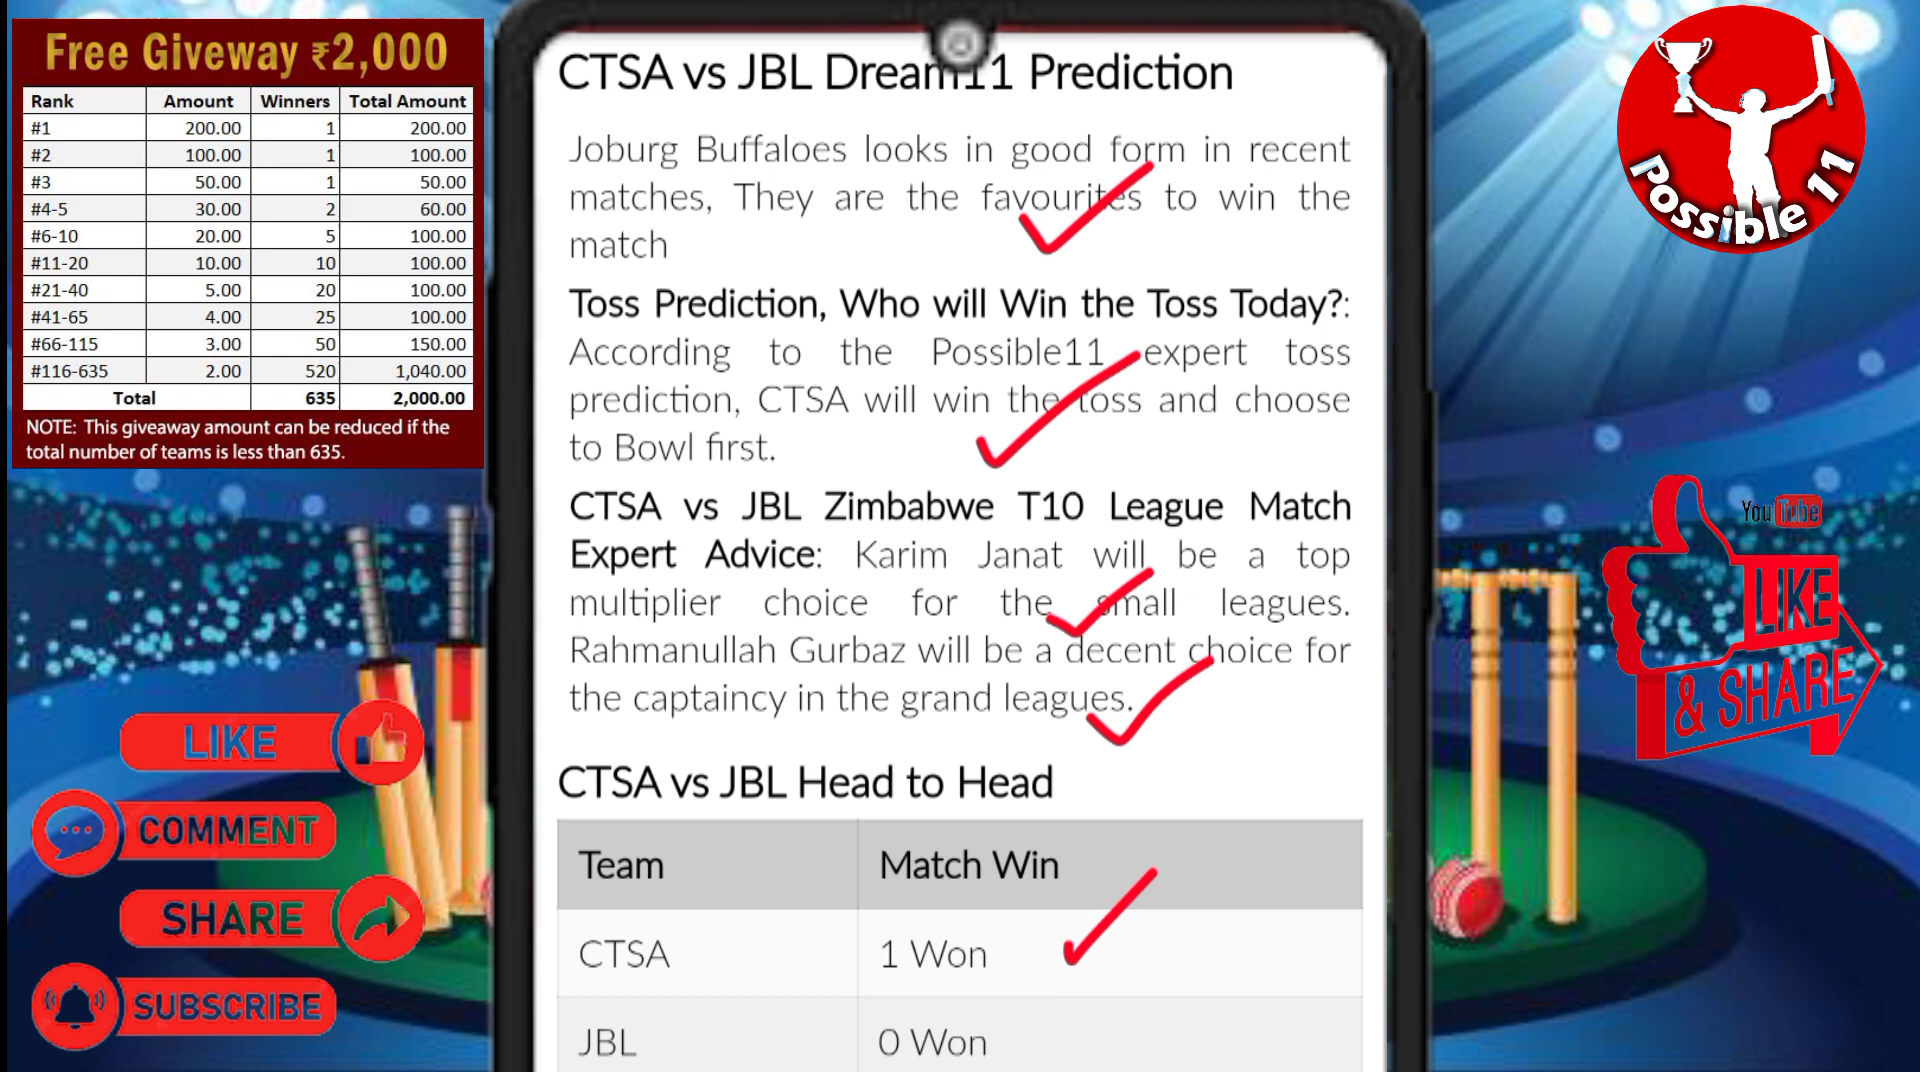 Free Giveway ₹2,000
Rank Amount Winners Total Amount
#1 200.00 1 200.00
#2 100.00 1 100.00
#3 50.00 1 50.00
#4-5 30.00 2 60.00
#6-10 20.00 5 100.00
#11-20 10.00 10 100.00
#21-40 5.00 20 100.00
#41-65 4.00 25 100.00
#66-115 3.00 50 150.00
#116-635 2.00 520 1,040.00
Total 635 2,000.00
NOTE: This giveaway amount can be reduced if the
total number of teams is less than 635.
LIKE
COMMENT
SHARE
SUBSCRIBE
CTSA vs JBL Dream11 Prediction
Joburg Buffaloes looks in good form in recent
matches, They are the favourites to win the
match
Toss Prediction, Who will Win the Toss Today?:
According to the Possible11 expert toss
prediction, CTSA will win the toss and choose
to Bowl first.
CTSA vs JBL Zimbabwe T10 League Match
Expert Advice: Karim Janat will be a top
multiplier choice for the small leagues.
Rahmanullah Gurbaz will be a decent choice for
the captaincy in the grand leagues.
CTSA vs JBL Head to Head
Team Match Win
CTSA 1 Won
JBL 0 Won
Possible 11
You Tube
LIKE
& SHARE